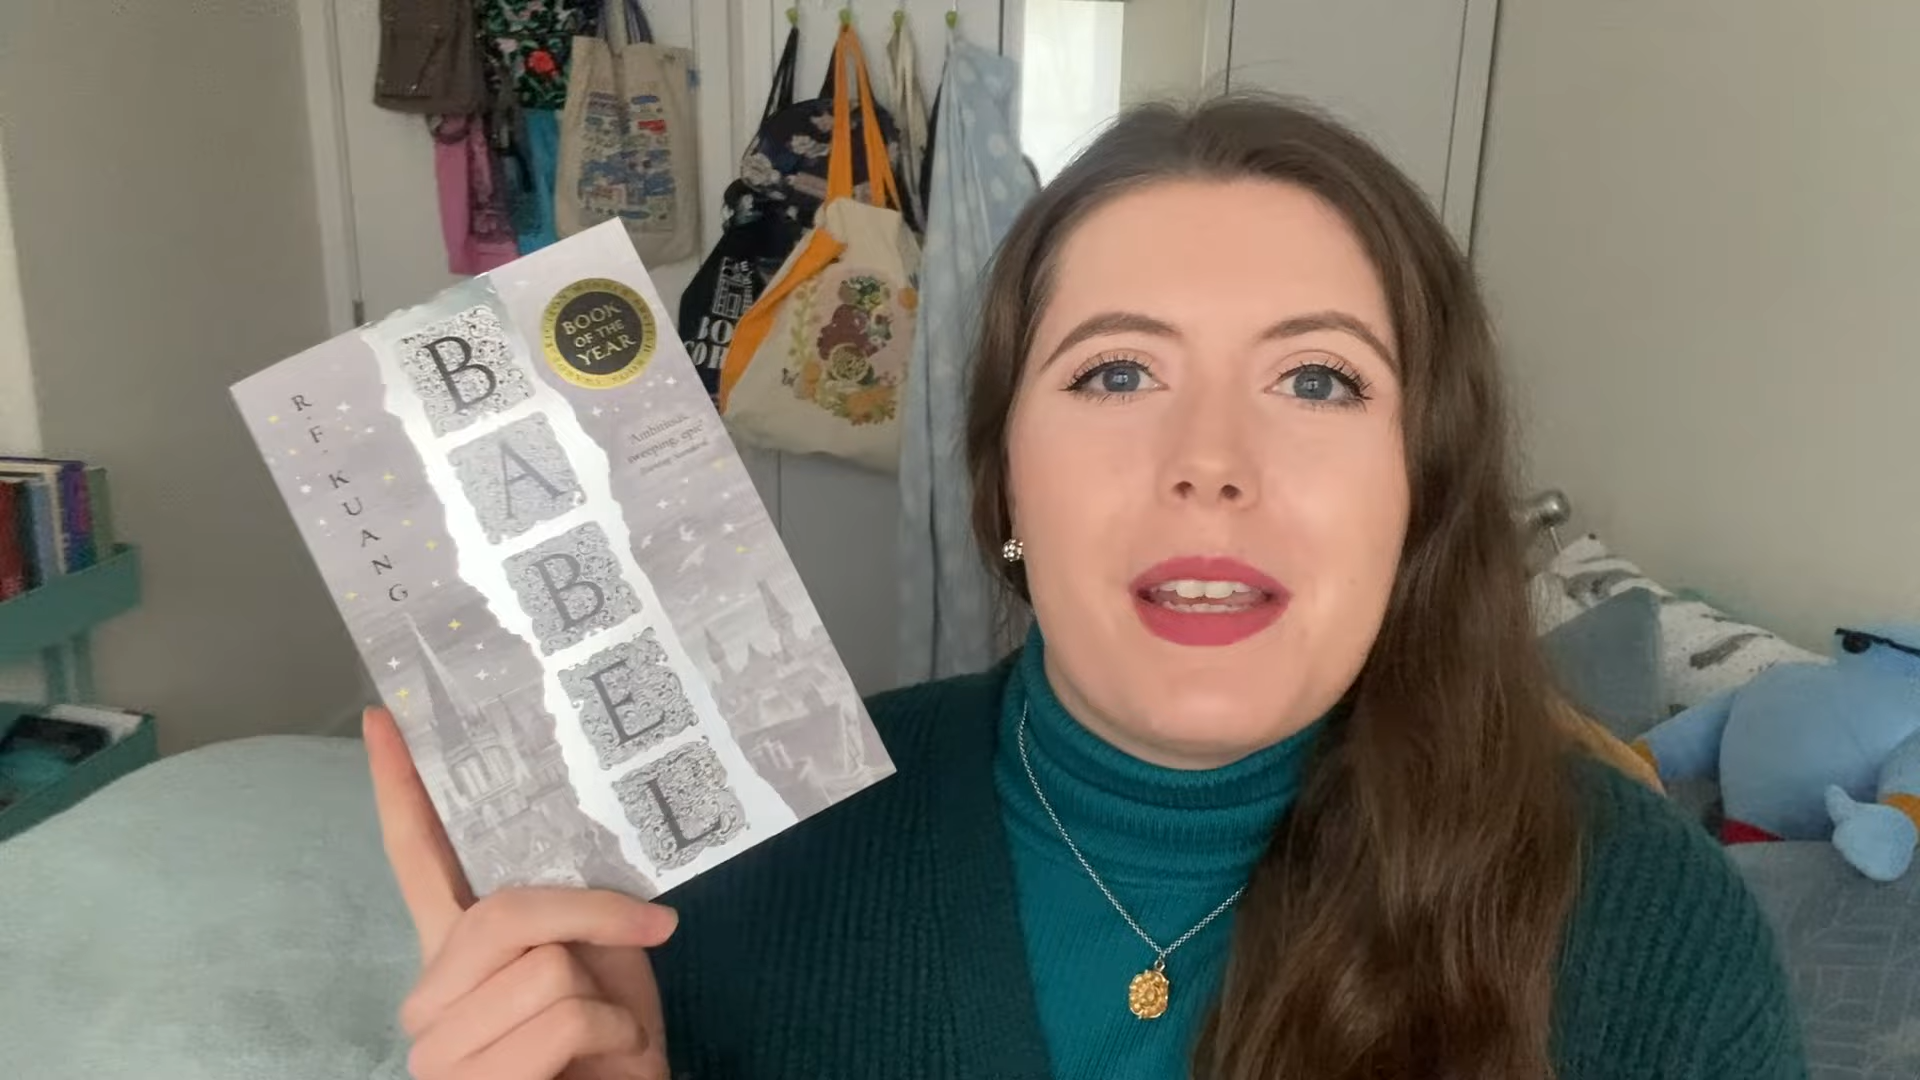 BABEL
R. F. KUANG
BOOK
OF THE
YEAR
'Ambitious,
sweeping, epic'